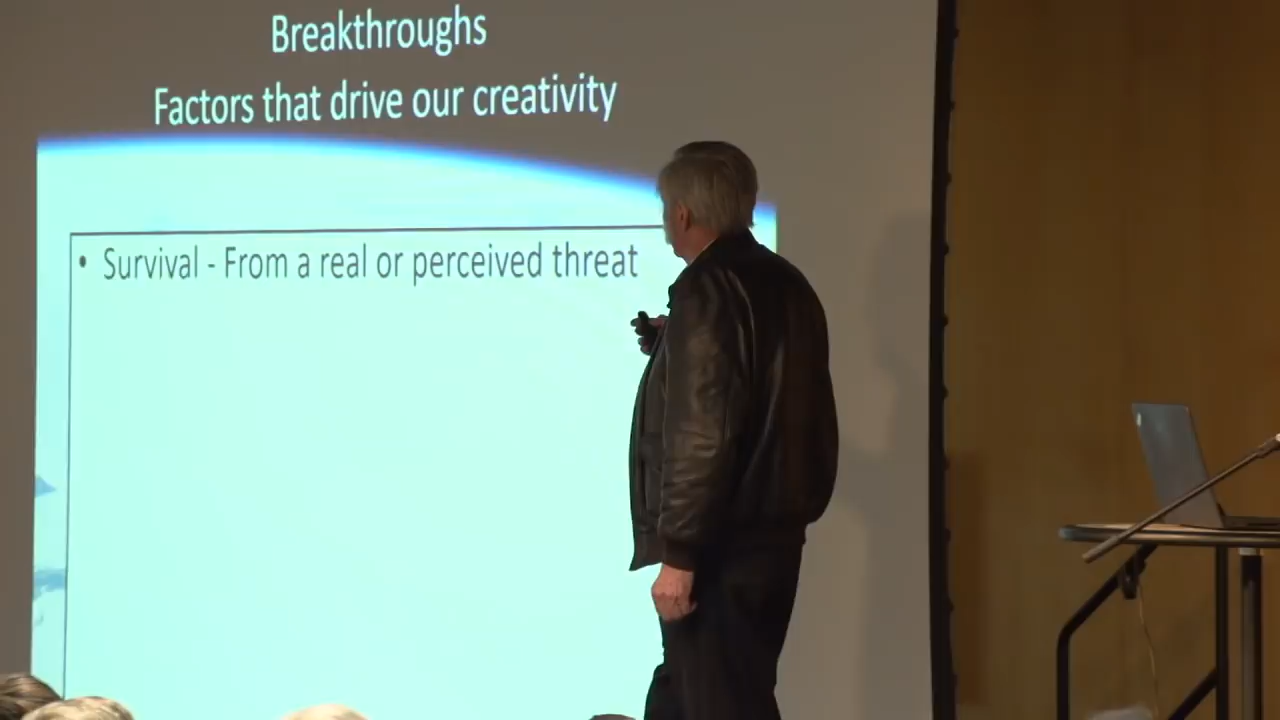 Breakthroughs
Factors that drive our creativity
• Survival - From a real or perceived threat